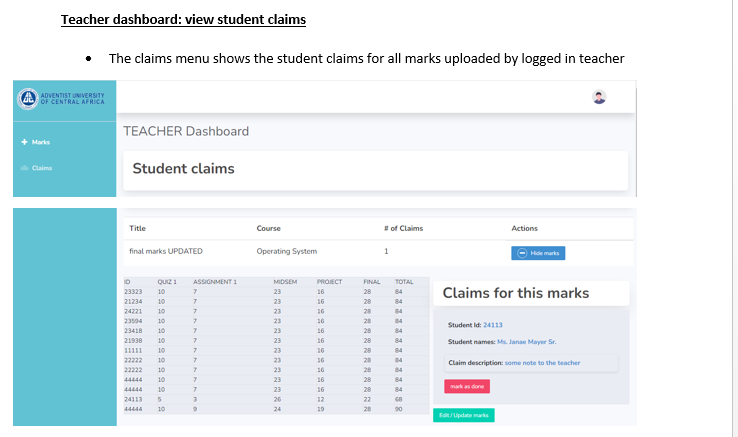 Teacher dashboard: view student claims
• The claims menu shows the student claims for all marks uploaded by logged in teacher
ADVENTIST UNIVERSITY
OF CENTRAL AFRICA
TEACHER Dashboard
Marks
Claims
Student claims
Title Course # of Claims Actions
final marks UPDATED Operating System 1 Hide marks
ID QUIZ 1 ASSIGNMENT 1 MIDSEM PROJECT FINAL TOTAL
23323 10 7 23 16 28 84
21234 10 7 23 16 28 84
24221 10 7 23 16 28 84
23594 10 7 23 16 28 84
23418 10 7 23 16 28 84
21938 10 7 23 16 28 84
11111 10 7 23 16 28 84
22222 10 7 23 16 28 84
22222 10 7 23 16 28 84
44444 10 7 23 16 28 84
44444 10 7 23 16 28 84
24113 5 3 26 12 22 68
44444 10 9 24 19 28 90
Claims for this marks
Student Id: 24113
Student names: Ms. Janae Mayer Sr.
Claim description: some note to the teacher
mark as done
Edit / Update marks